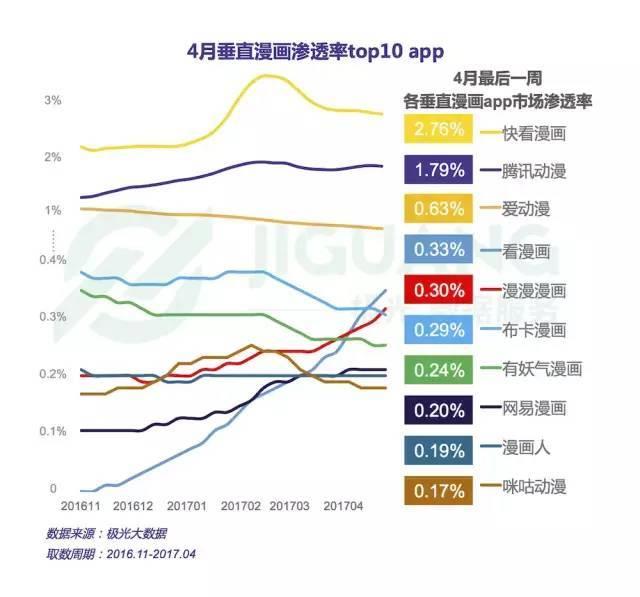 4月垂直漫画渗透率top10 app
4月最后一周
各垂直漫画app市场渗透率
3%
2%
1%
0.4%
0.3%
0.2%
0.1%
0
201611 201612 201701 201702 201703 201704
2.76% 快看漫画
1.79% 腾讯动漫
0.63% 爱动漫
0.33% 看漫画
0.30% 漫漫漫画
0.29% 布卡漫画
0.24% 有妖气漫画
0.20% 网易漫画
0.19% 漫画人
0.17% 咪咕动漫
JIGUANG
极光数据服务
数据来源：极光大数据
取数周期：2016.11-2017.04